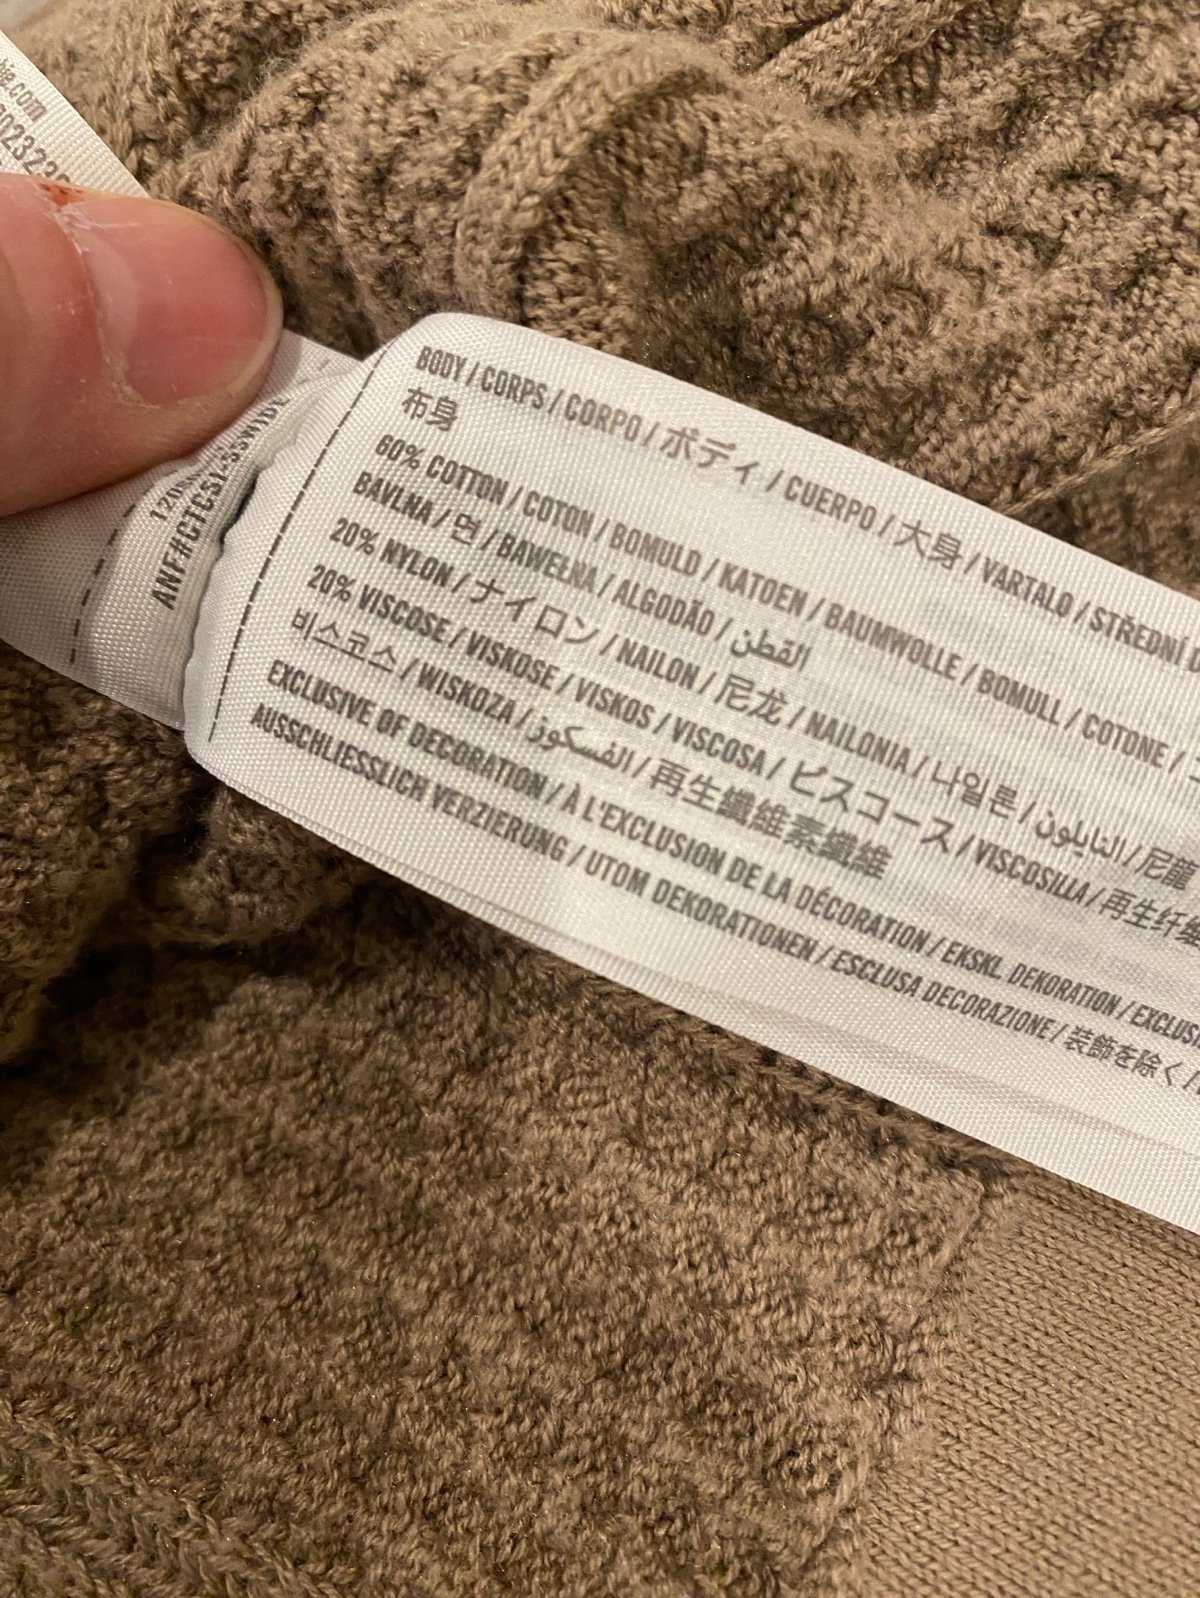 BODY / CORPS / CORPO / ボディ / CUERPO / 大身 / VARTALO / STŘEDNÍ
布身
60% COTTON / COTON / BOMULD / KATOEN / BAUMWOLLE / BOMULL / COTONE /
BAVLNA / 면 / BAWEŁNA / ALGODÃO / القطن
20% NYLON / ナイロン / NAILON / 尼龙 / NAILONIA / 나일론 / النايلون / 尼龍
20% VISCOSE / VISKOSE / VISKOS / VISCOSA / ビスコース / VISCOSILLA / 再生纤维
비스코스 / WISKOZA / الفسكوز / 再生纖維素纖維
EXCLUSIVE OF DECORATION / À L'EXCLUSION DE LA DÉCORATION / EKSKL DEKORATION /
AUSSCHLIESSLICH VERZIERUNG / UTOM DEKORATIONEN / ESCLUSA DECORAZIONE / 装飾を除く /
ANF#CTCS1-SSWIDE